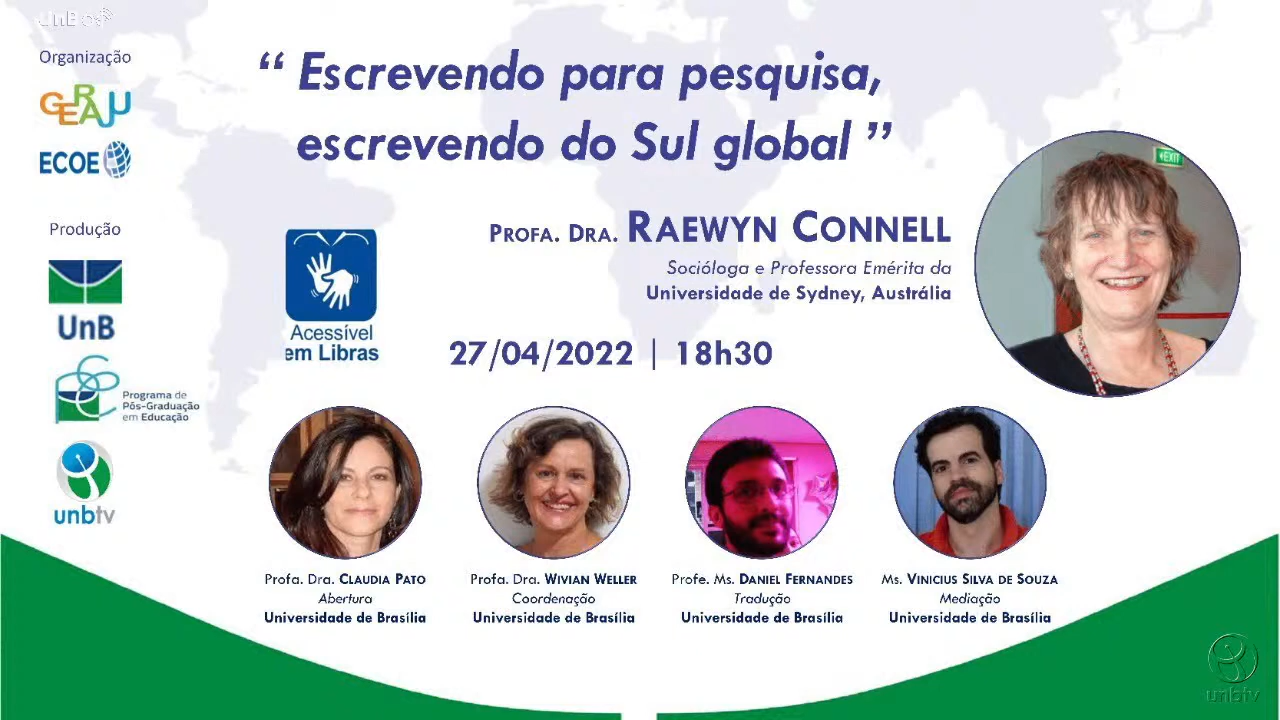 UnB
Organização
GERAJU
ECOE
Produção
UnB
Programa de
Pós-Graduação
em Educação
unbtv
“ Escrevendo para pesquisa,
escrevendo do Sul global ”
PROFA. DRA. RAEWYN CONNELL
Socióloga e Professora Emérita da
Universidade de Sydney, Austrália
EXIT
Acessível
em Libras
27/04/2022 | 18h30
Profa. Dra. CLAUDIA PATO
Abertura
Universidade de Brasília
Profa. Dra. WIVIAN WELLER
Coordenação
Universidade de Brasília
Profe. Ms. DANIEL FERNANDES
Tradução
Universidade de Brasília
Ms. VINICIUS SILVA DE SOUZA
Mediação
Universidade de Brasília
unbtv